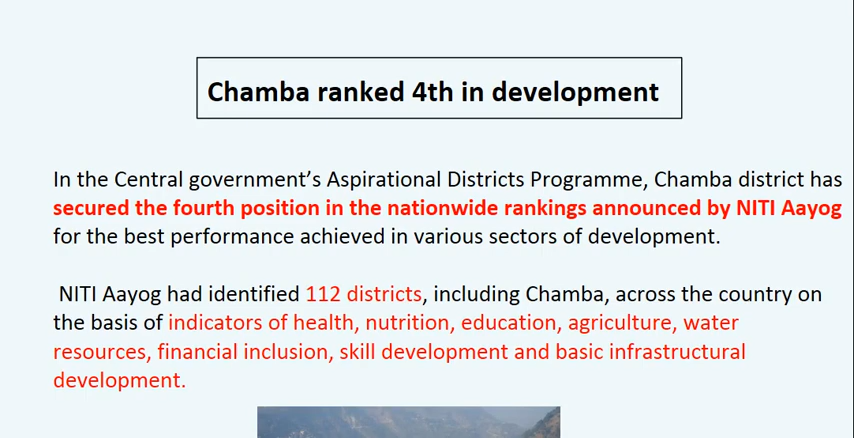 Chamba ranked 4th in development
In the Central government’s Aspirational Districts Programme, Chamba district has
secured the fourth position in the nationwide rankings announced by NITI Aayog
for the best performance achieved in various sectors of development.
NITI Aayog had identified 112 districts, including Chamba, across the country on
the basis of indicators of health, nutrition, education, agriculture, water
resources, financial inclusion, skill development and basic infrastructural
development.